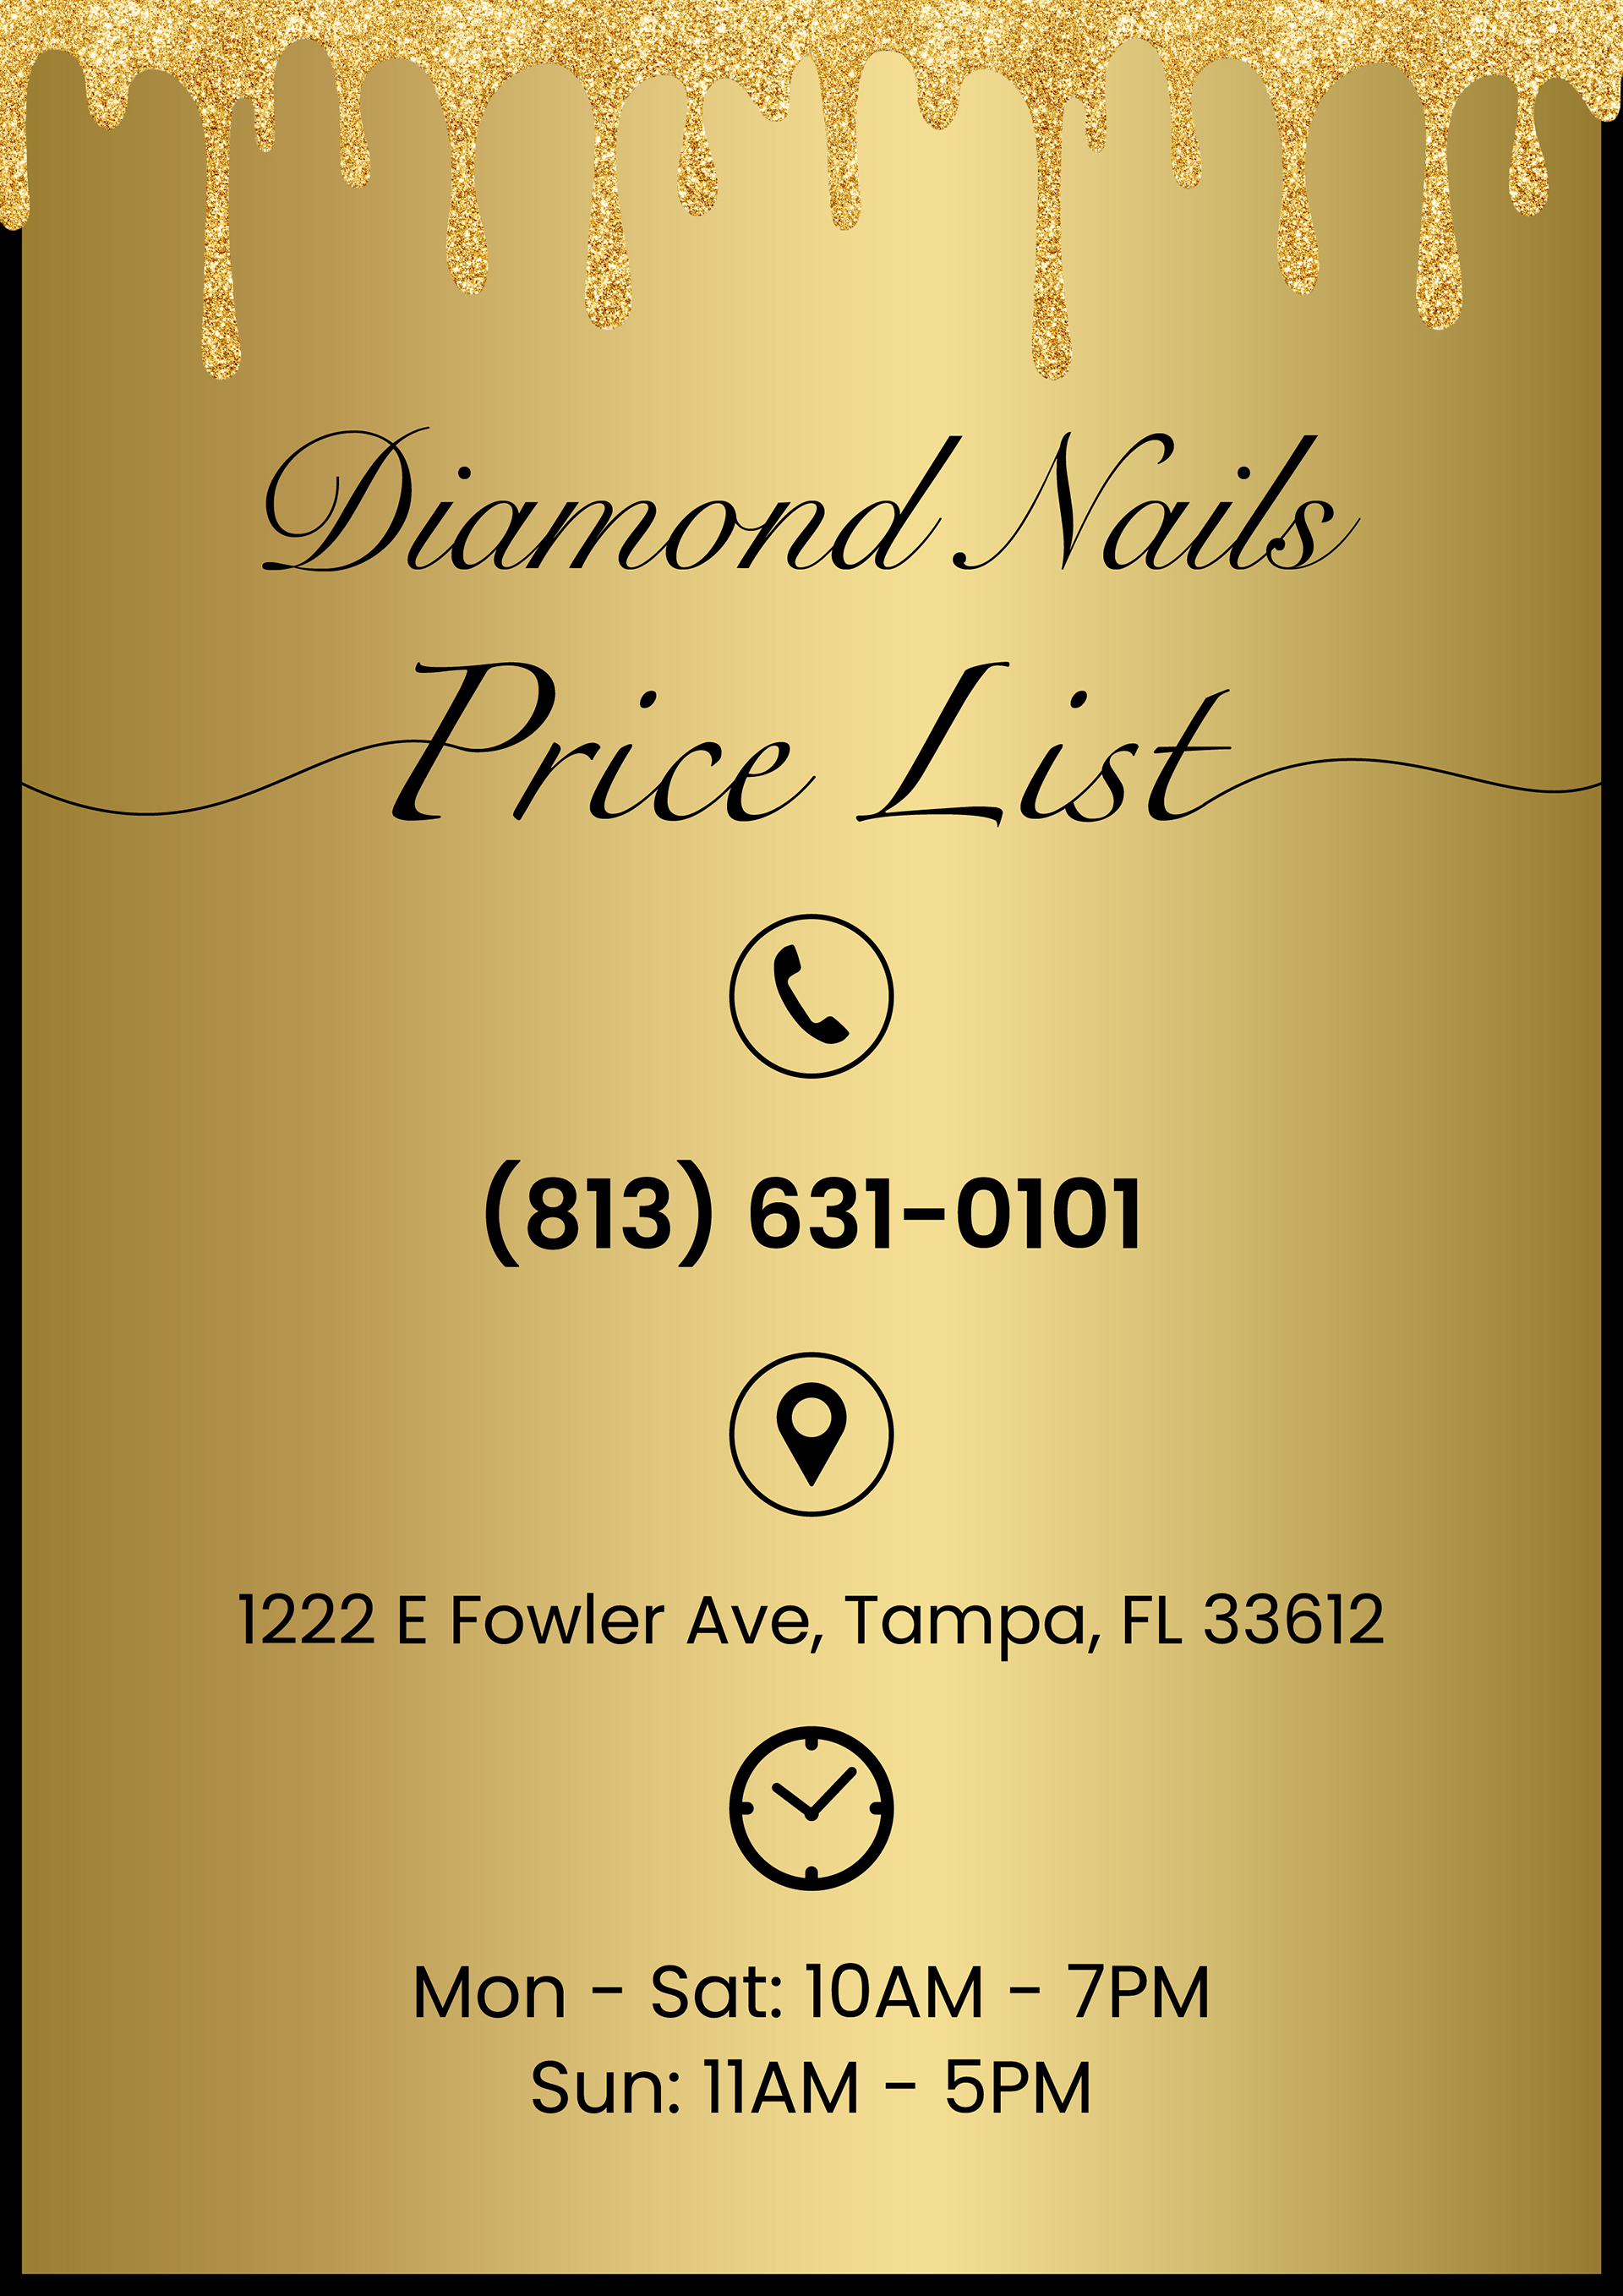 Diamond Nails
Price List
(813) 631-0101
1222 E Fowler Ave, Tampa, FL 33612
Mon - Sat: 10AM - 7PM
Sun: 11AM - 5PM